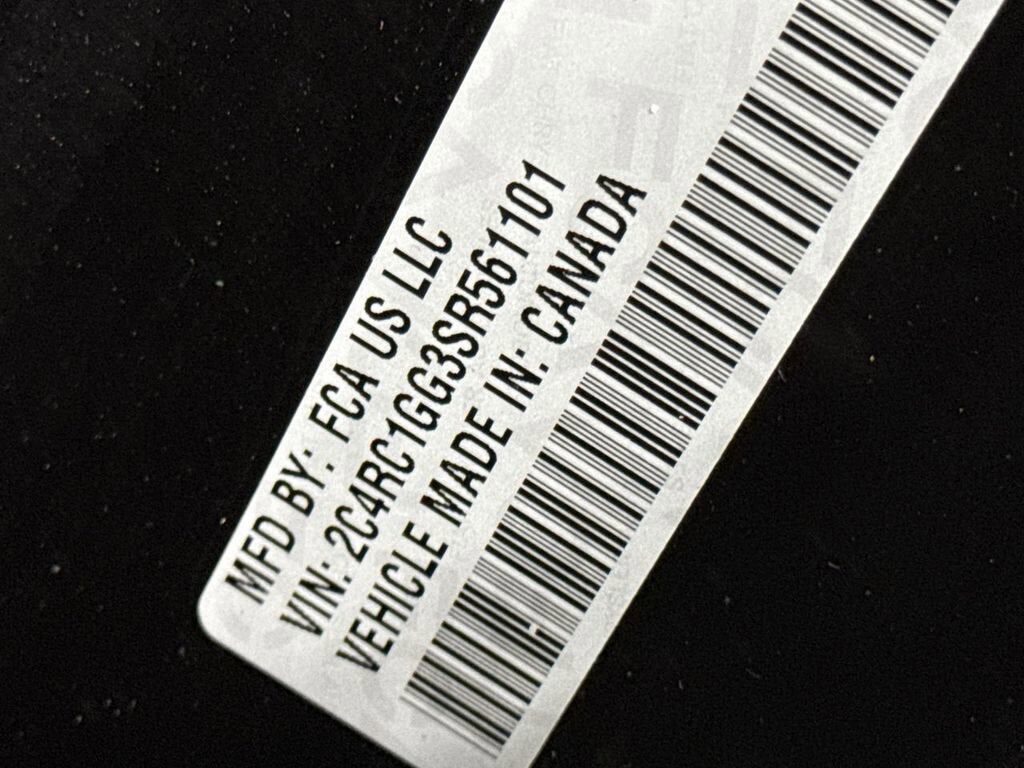 MFD BY: FCA US LLC
VIN: 2C4RC1GG3SR561101
VEHICLE MADE IN: CANADA